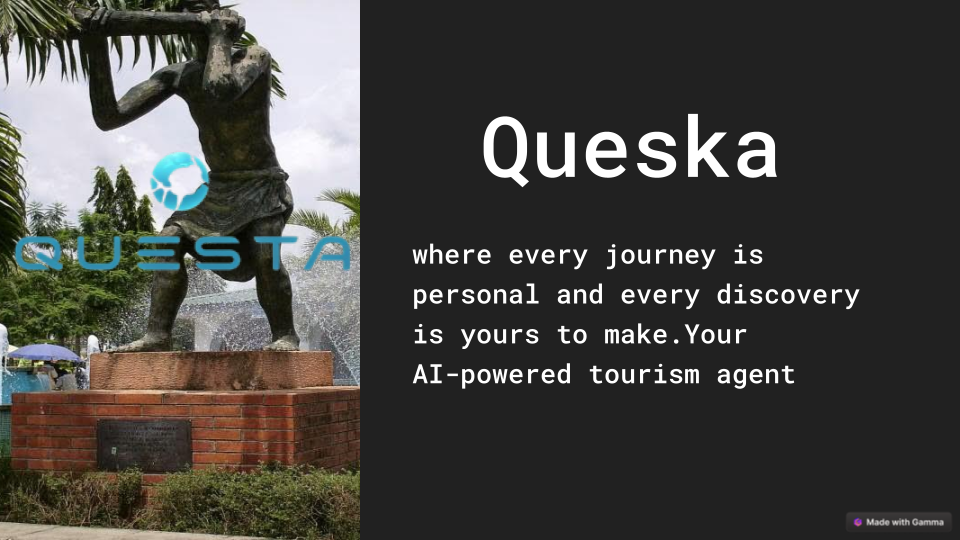 QUESTA
Queska
where every journey is
personal and every discovery
is yours to make.Your
AI-powered tourism agent
Made with Gamma